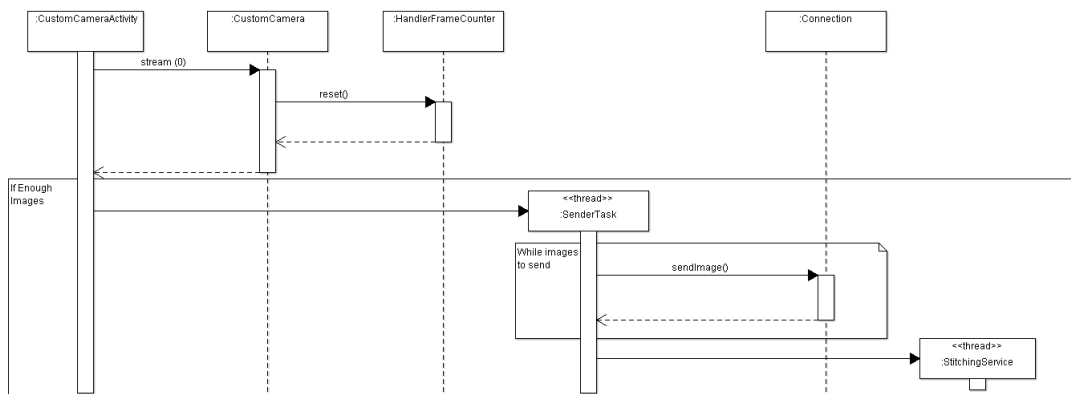 :CustomCameraActivity
:CustomCamera
:HandlerFrameCounter
:Connection
stream (0)
reset()
If Enough
Images
<<thread>>
:SenderTask
While images
to send
sendImage()
<<thread>>
:StitchingService